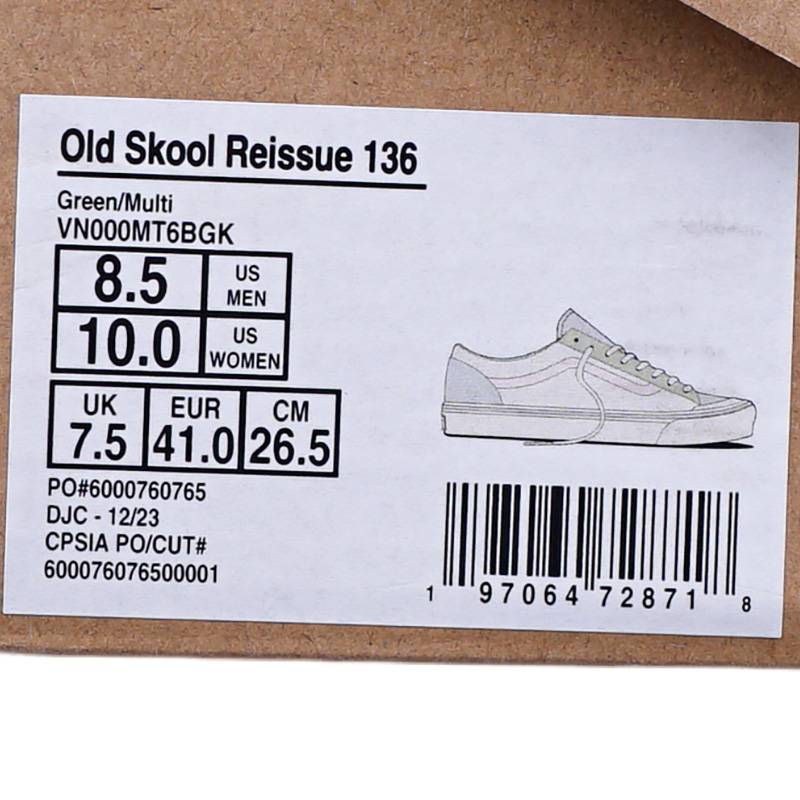 Old Skool Reissue 136
Green/Multi
VN000MT6BGK
8.5 US MEN
10.0 US WOMEN
UK EUR CM
7.5 41.0 26.5
PO#6000760765
DJC - 12/23
CPSIA PO/CUT#
600076076500001
1 97064 72871 8